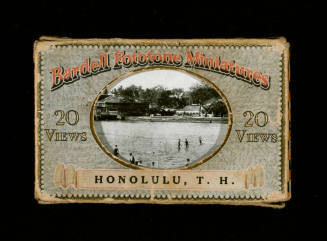 Bardell Fototone Miniatures
20 VIEWS
20 VIEWS
HONOLULU, T. H.